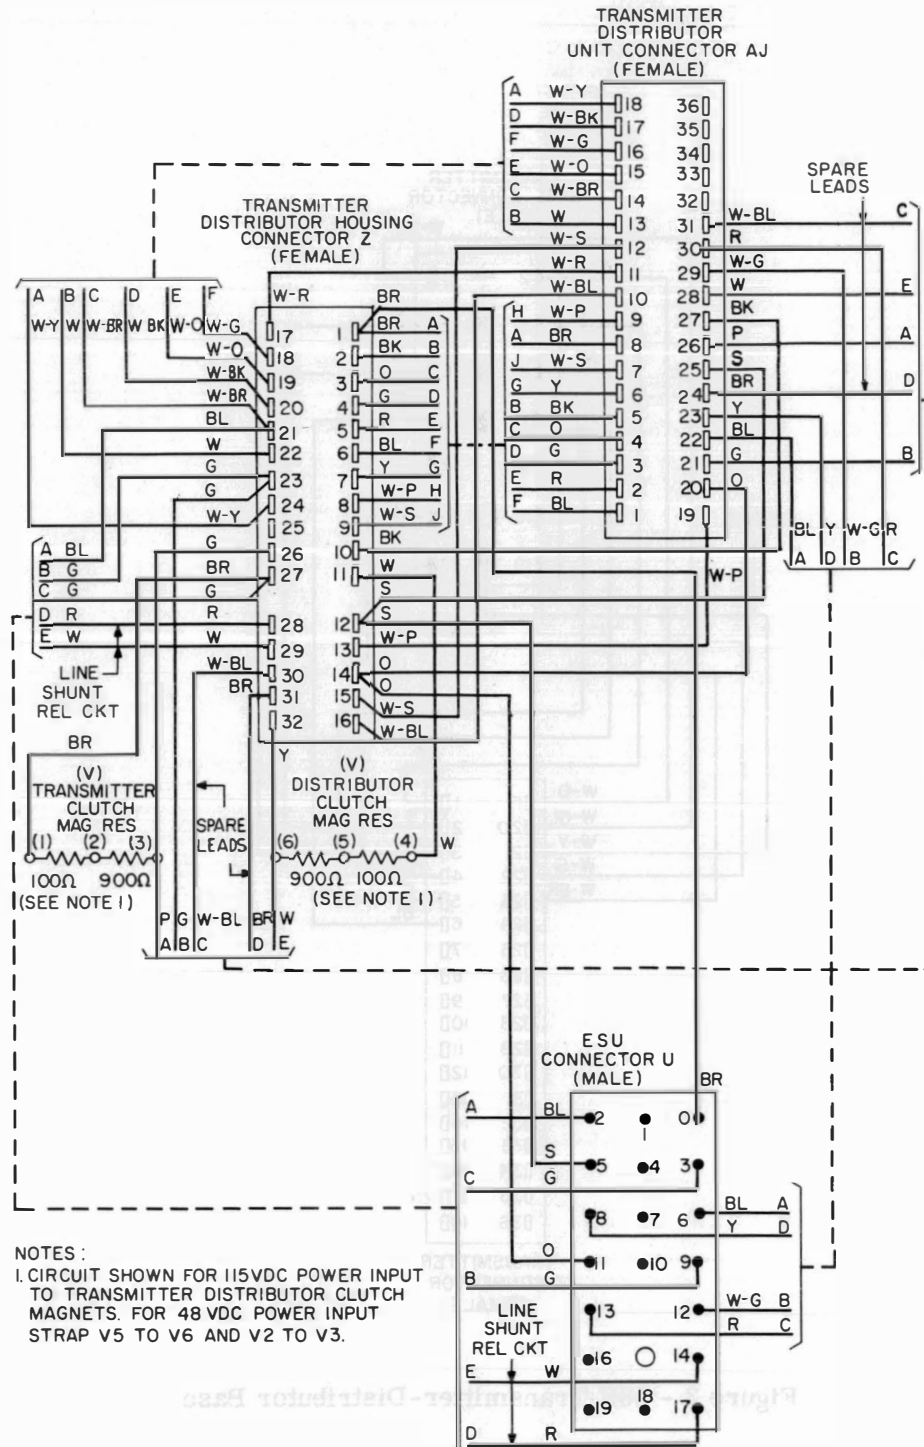 TRANSMITTER
DISTRIBUTOR
UNIT CONNECTOR AJ
(FEMALE)
A W-Y 18 36
D W-BK 17 35
F W-G 16 34
E W-O 15 33
C W-BR 14 32
B W 13 31 W-BL C
W-S 12 30 R
W-R 11 29 W-G
W-BL 10 28 W E
H W-P 9 27 BK
A BR 8 26 P A
J W-S 7 25 S
G Y 6 24 BR D
B BK 5 23 Y
C O 4 22 BL
D G 3 21 G B
E R 2 20 O
F BL 1 19
W-P
SPARE
LEADS
BL Y W-G R
A D B C
TRANSMITTER
DISTRIBUTOR HOUSING
CONNECTOR Z
(FEMALE)
A B C D E F
W-Y W W-BR W BK W-O W-G
W-R 17 1 BR
BR A
18 2 BK B
W-O 19 3 O C
W-BK 20 4 G D
W-BR 21 5 R E
BL
W 22 6 BL F
G 23 7 Y G
G 24 8 W-P H
W-Y 25 9 W-S J
G 26 10 BK
BR 27 11 W
G S
R 28 12 S
W 29 13 W-P
W-BL 30 14 O
O
BR 31 15 W-S
32 16 W-BL
Y
A BL
B G
C G
D R
E W
LINE
SHUNT
REL CKT
BR
(V)
TRANSMITTER
CLUTCH
MAG RES
(1) (2) (3)
100Ω 900Ω
(SEE NOTE 1)
SPARE
LEADS
(V)
DISTRIBUTOR
CLUTCH
MAG RES
(6) (5) (4) W
900Ω 100Ω
(SEE NOTE 1)
P G W-BL BR W
A B C D E
ESU
CONNECTOR U
(MALE)
BR
A BL 2 1 0
S 5 4 3
C G
8 7 6 BL A
Y D
O 11 10 9
B G
13 12 W-G B
R C
LINE
SHUNT
REL CKT
16 14
E W
19 18 17
D R
NOTES:
1. CIRCUIT SHOWN FOR 115VDC POWER INPUT
TO TRANSMITTER DISTRIBUTOR CLUTCH
MAGNETS. FOR 48 VDC POWER INPUT
STRAP V5 TO V6 AND V2 TO V3.